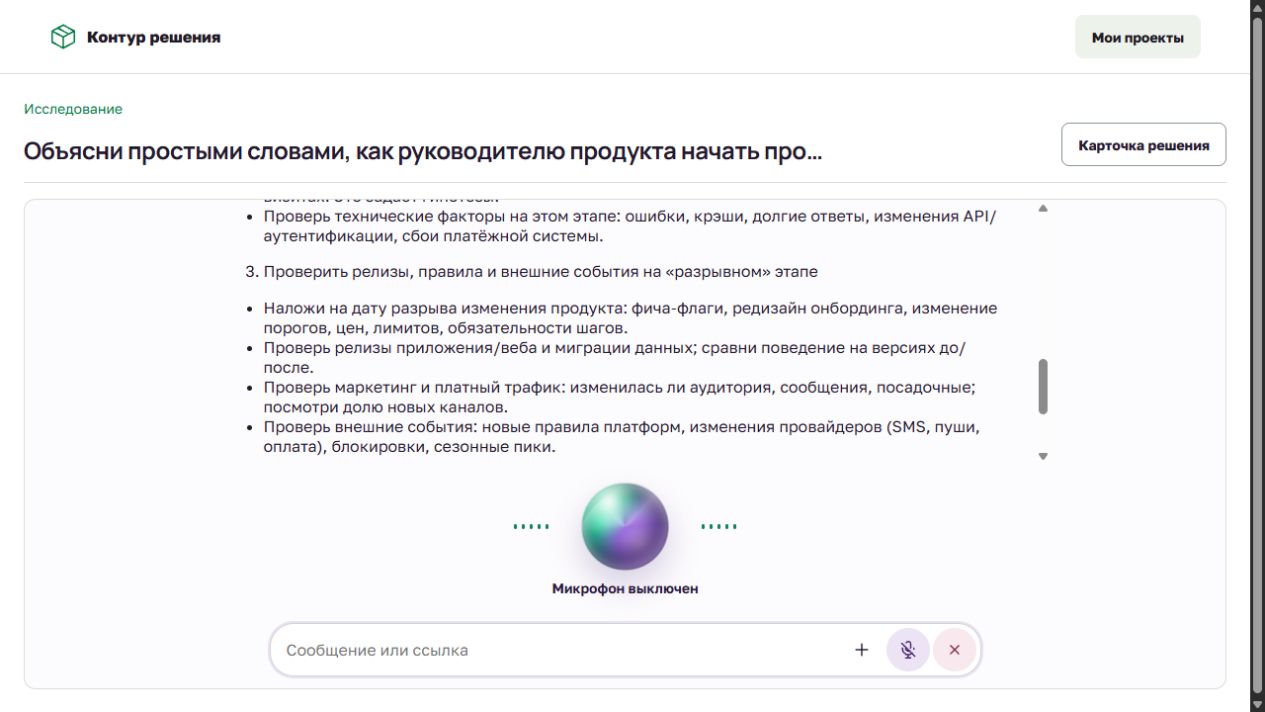 Контур решения
Мои проекты
Исследование
Объясни простыми словами, как руководителю продукта начать про...
Карточка решения
• Проверь технические факторы на этом этапе: ошибки, крэши, долгие ответы, изменения API/
аутентификации, сбои платёжной системы.
3. Проверить релизы, правила и внешние события на «разрывном» этапе
• Наложи на дату разрыва изменения продукта: фича-флаги, редизайн онбординга, изменение
порогов, цен, лимитов, обязательности шагов.
• Проверь релизы приложения/веба и миграции данных; сравни поведение на версиях до/
после.
• Проверь маркетинг и платный трафик: изменилась ли аудитория, сообщения, посадочные;
посмотри долю новых каналов.
• Проверь внешние события: новые правила платформ, изменения провайдеров (SMS, пуши,
оплата), блокировки, сезонные пики.
Микрофон выключен
Сообщение или ссылка